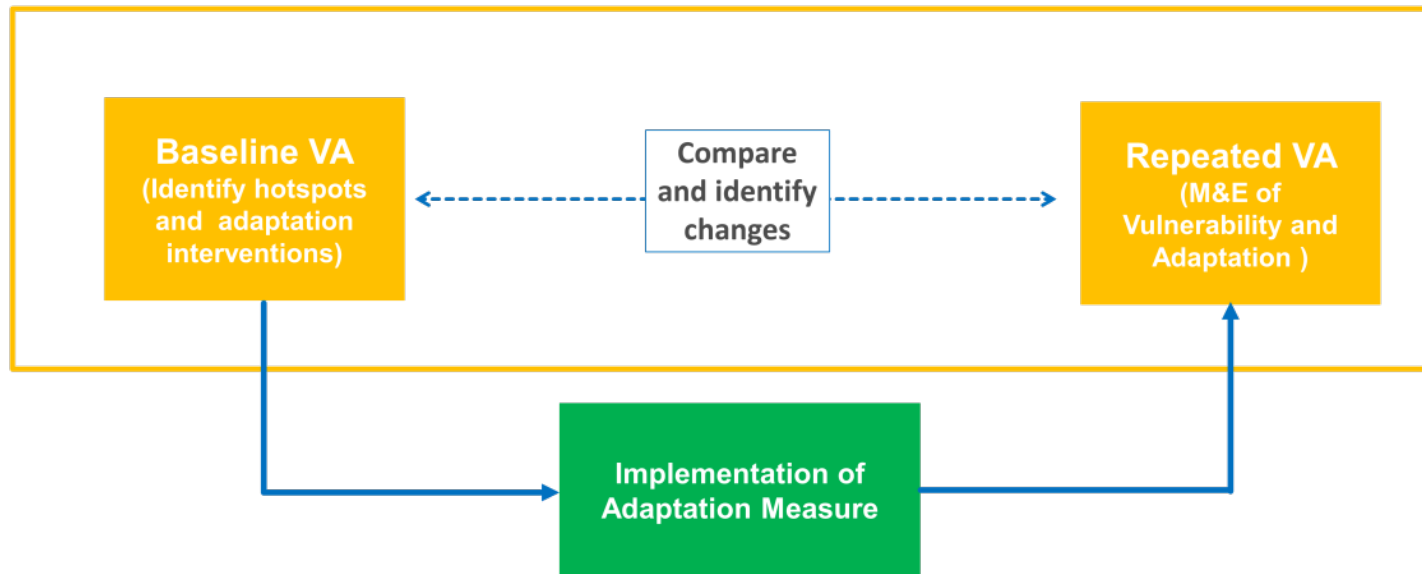 Baseline VA
(Identify hotspots
and adaptation
interventions)
Compare
and identify
changes
Repeated VA
(M&E of
Vulnerability and
Adaptation )
Implementation of
Adaptation Measure